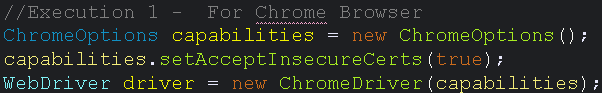 //Execution 1 -  For Chrome Browser
ChromeOptions capabilities = new ChromeOptions();
capabilities.setAcceptInsecureCerts(true);
WebDriver driver = new ChromeDriver(capabilities);